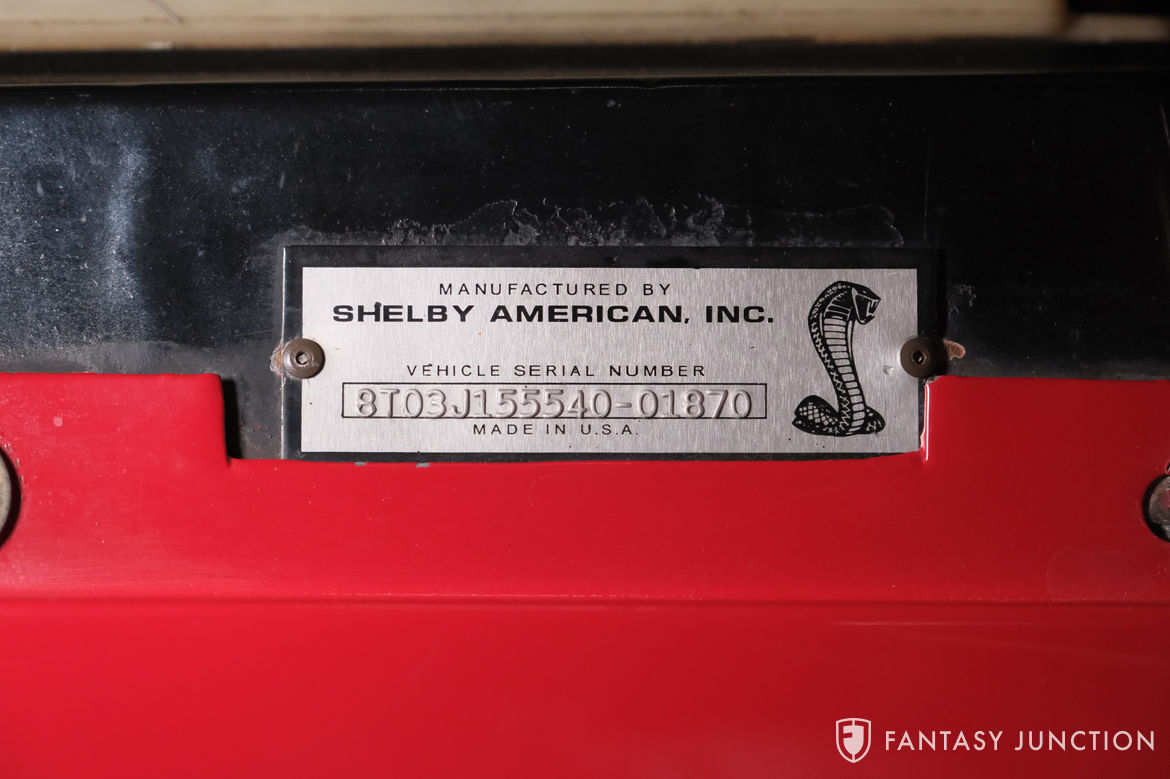 MANUFACTURED BY
SHELBY AMERICAN, INC.
VEHICLE SERIAL NUMBER
8T03J155540-01870
MADE IN U.S.A.
FANTASY JUNCTION